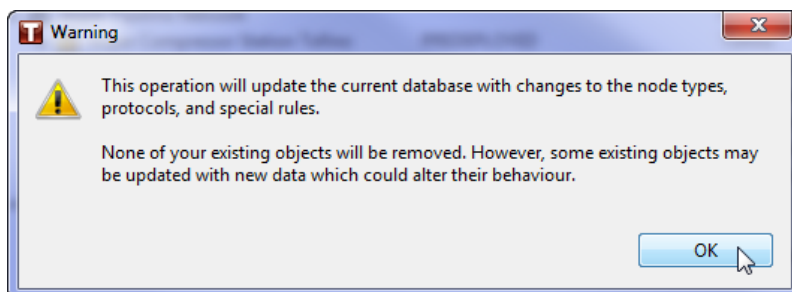 Warning
This operation will update the current database with changes to the node types,
protocols, and special rules.
None of your existing objects will be removed. However, some existing objects may
be updated with new data which could alter their behaviour.
OK